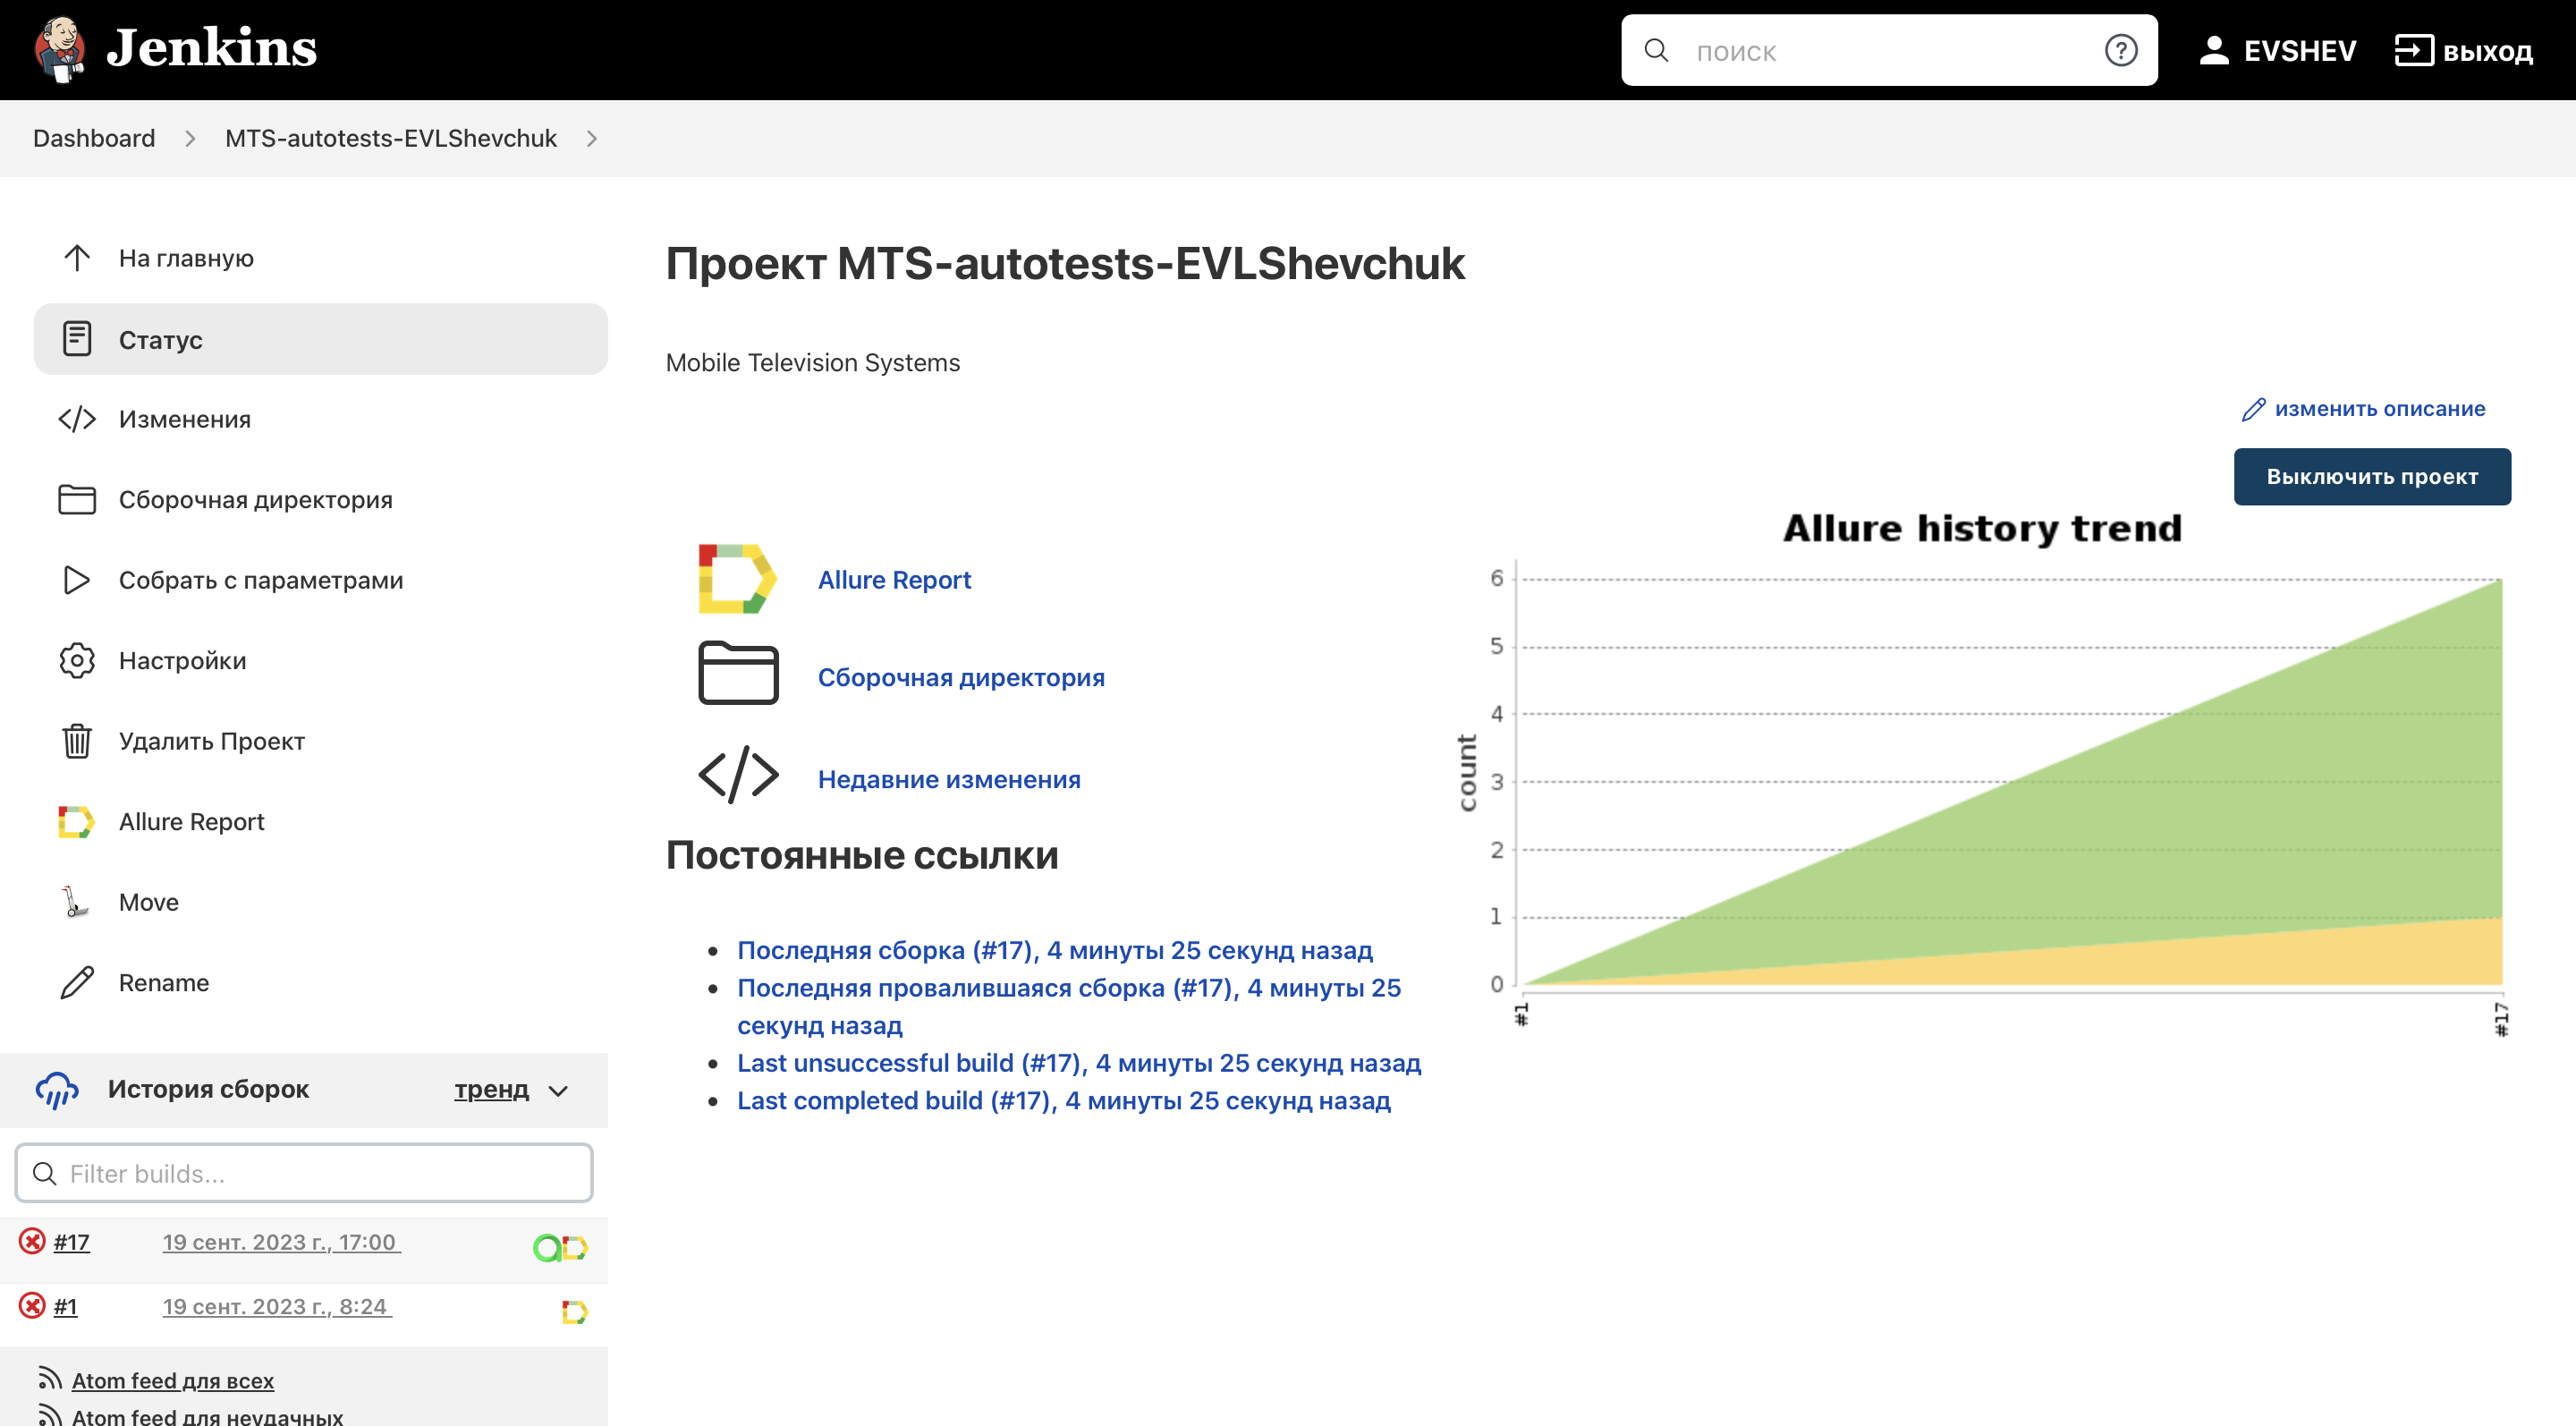 Jenkins
поиск
EVSHEV
выход
Dashboard
MTS-autotests-EVLShevchuk
На главную
Статус
Изменения
Сборочная директория
Собрать с параметрами
Настройки
Удалить Проект
Allure Report
Move
Rename
История сборок
тренд
Filter builds...
#17
19 сент. 2023 г., 17:00
#1
19 сент. 2023 г., 8:24
Atom feed для всех
Atom feed для неудачных
Проект MTS-autotests-EVLShevchuk
Mobile Television Systems
изменить описание
Выключить проект
Allure Report
Сборочная директория
Недавние изменения
Постоянные ссылки
Последняя сборка (#17), 4 минуты 25 секунд назад
Последняя провалившаяся сборка (#17), 4 минуты 25
секунд назад
Last unsuccessful build (#17), 4 минуты 25 секунд назад
Last completed build (#17), 4 минуты 25 секунд назад
Allure history trend
count
6
5
4
3
2
1
0
#1
#17